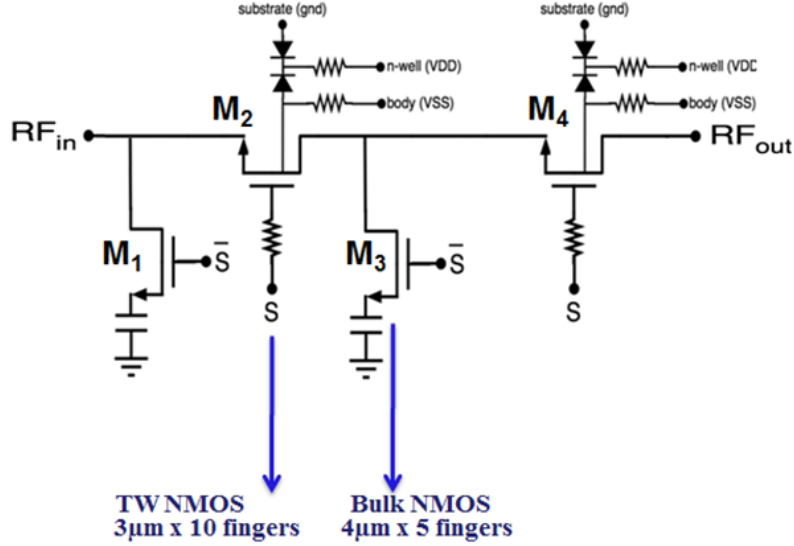 substrate (gnd)
substrate (gnd)
n-well (VDD)
n-well (VDD
body (VSS)
body (VSS)
M2
M4
RFin
RFout
M1
S̅
M3
S̅
S
S
TW NMOS
3µm x 10 fingers
Bulk NMOS
4µm x 5 fingers